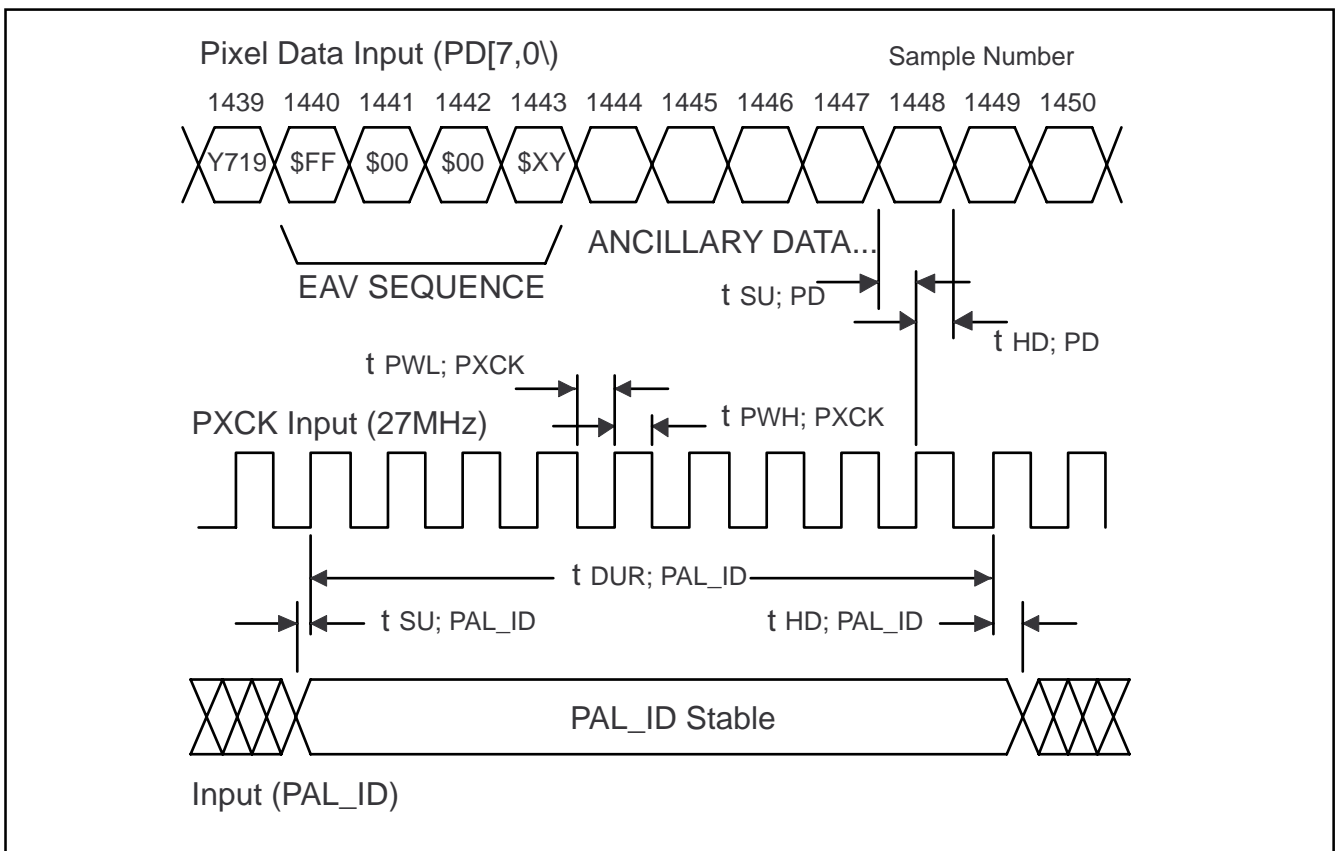 Pixel Data Input (PD[7,0\)
Sample Number
1439 1440 1441 1442 1443 1444 1445 1446 1447 1448 1449 1450
Y719 $FF $00 $00 $XY
ANCILLARY DATA...
EAV SEQUENCE
t SU; PD
t HD; PD
t PWL; PXCK
PXCK Input (27MHz)
t PWH; PXCK
t DUR; PAL_ID
t SU; PAL_ID
t HD; PAL_ID
PAL_ID Stable
Input (PAL_ID)